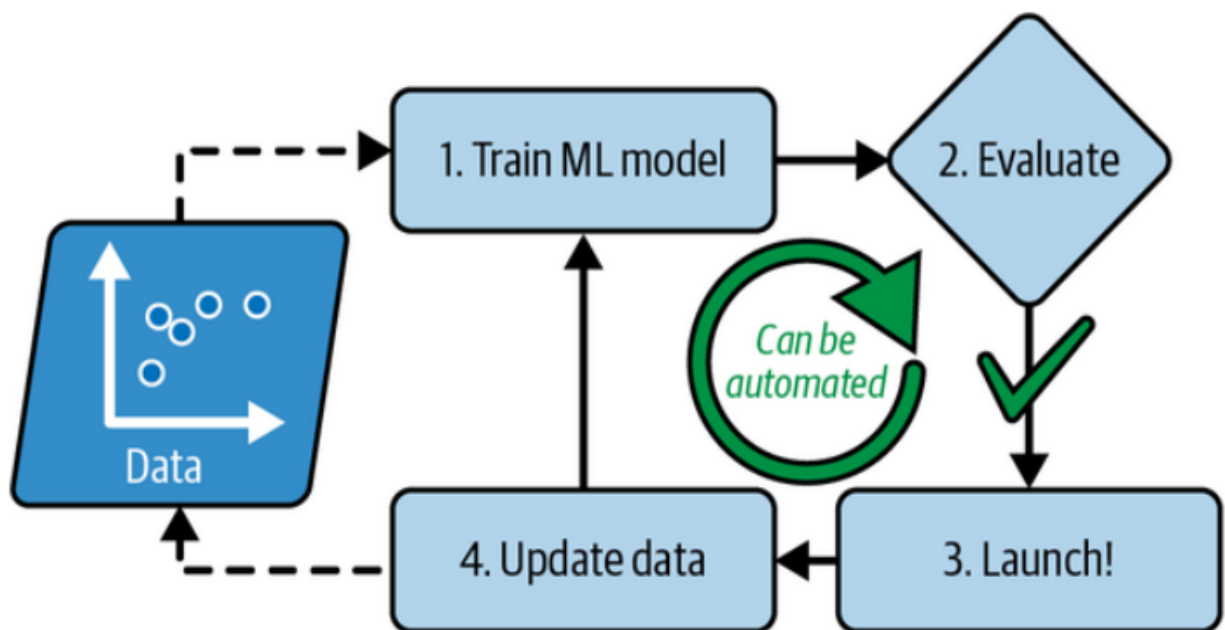 1. Train ML model
2. Evaluate
Can be
automated
Data
4. Update data
3. Launch!